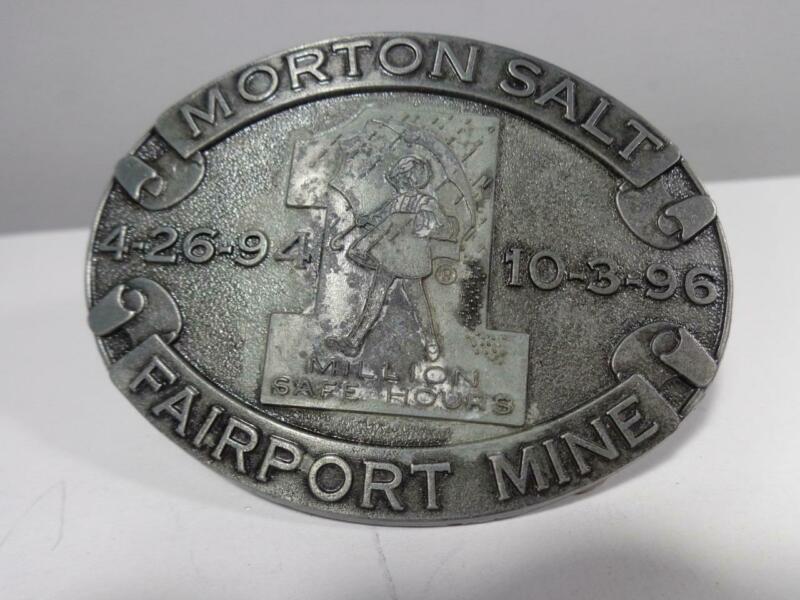 MORTON SALT
4-26-94
1
®
10-3-96
MILLION
SAFE HOURS
FAIRPORT MINE